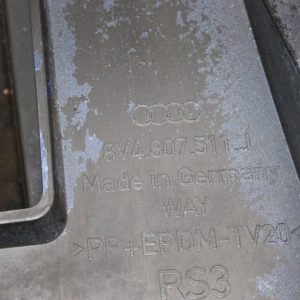 8V4.807.511.J
Made in Germany
WAY
>PP+EPDM-TV20<
RS3